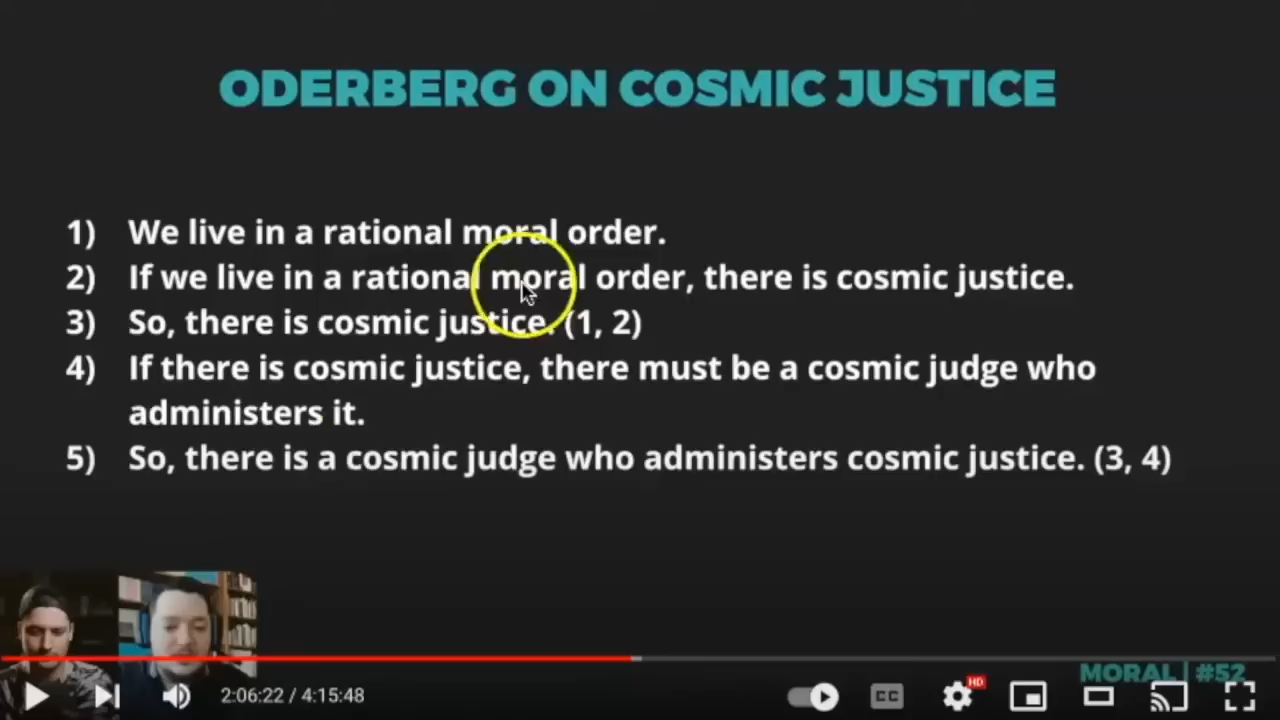 ODERBERG ON COSMIC JUSTICE
1) We live in a rational moral order.
2) If we live in a rational moral order, there is cosmic justice.
3) So, there is cosmic justice. (1, 2)
4) If there is cosmic justice, there must be a cosmic judge who
administers it.
5) So, there is a cosmic judge who administers cosmic justice. (3, 4)
MORAL | #52
2:06:22 / 4:15:48
CC
HD